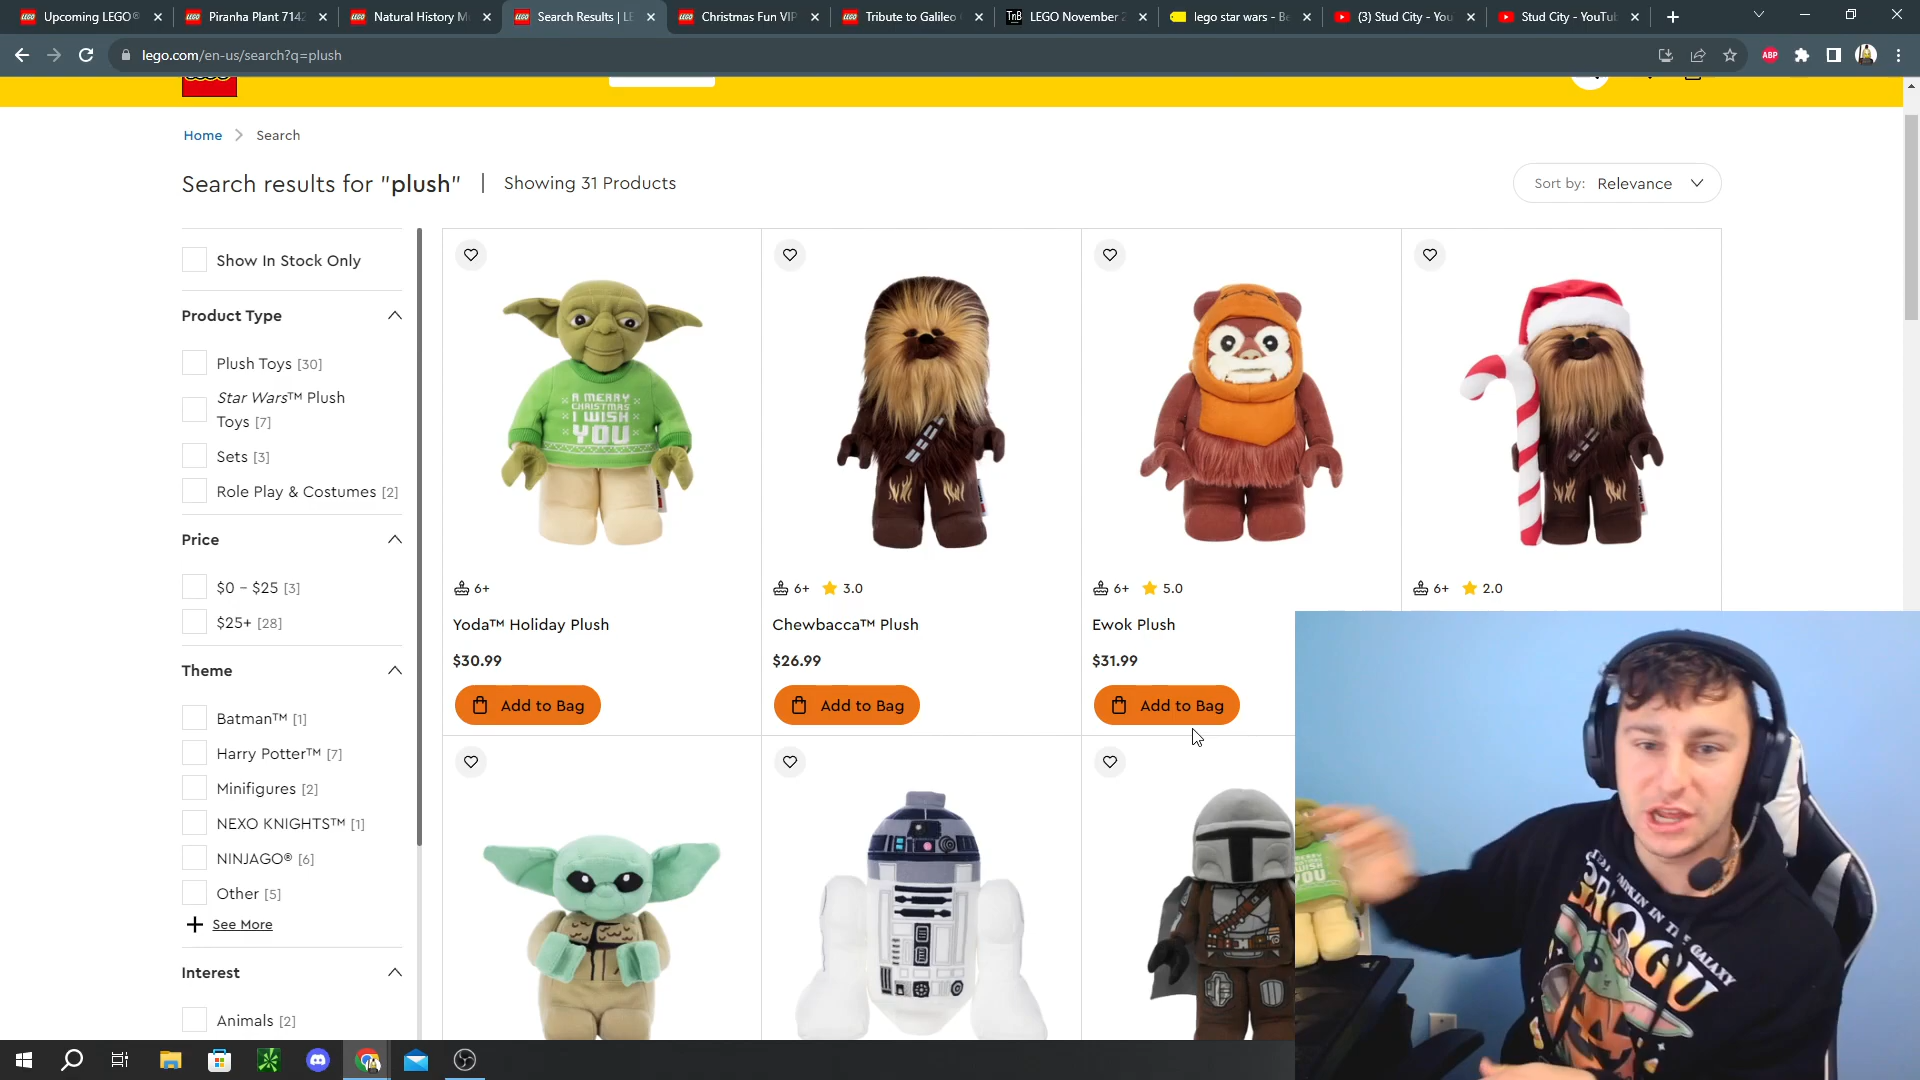 Upcoming LEGO®
Piranha Plant 7142
Natural History M
Search Results | LE
Christmas Fun VIP
Tribute to Galileo
LEGO November 2
lego star wars - Be
(3) Stud City - You
Stud City - YouTub
lego.com/en-us/search?q=plush
ABP
Home
Search
Search results for "plush"
Showing 31 Products
Sort by: Relevance
Show In Stock Only
Product Type
Plush Toys [30]
Star Wars™ Plush
Toys [7]
Sets [3]
Role Play & Costumes [2]
Price
$0 – $25 [3]
$25+ [28]
Theme
Batman™ [1]
Harry Potter™ [7]
Minifigures [2]
NEXO KNIGHTS™ [1]
NINJAGO® [6]
Other [5]
See More
Interest
Animals [2]
A MERRY
CHRISTMAS
I WISH
YOU
6+
Yoda™ Holiday Plush
$30.99
Add to Bag
6+ 3.0
Chewbacca™ Plush
$26.99
Add to Bag
6+ 5.0
Ewok Plush
$31.99
Add to Bag
6+ 2.0